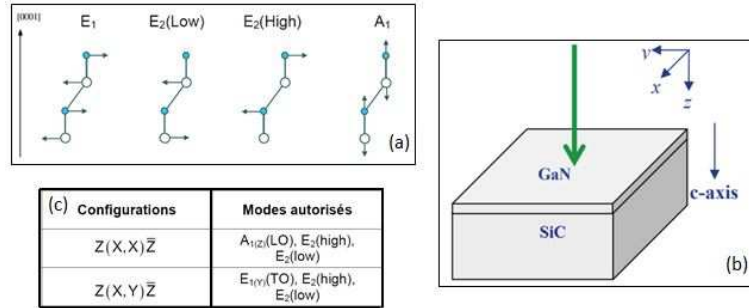 [0001]
E1 E2(Low) E2(High) A1
(a)
y
x
z
GaN
c-axis
SiC
(b)
(c) Configurations Modes autorisés
Z(X,X)Z̅ A1(Z)(LO), E2(high),
E2(low)
Z(X,Y)Z̅ E1(Y)(TO), E2(high),
E2(low)